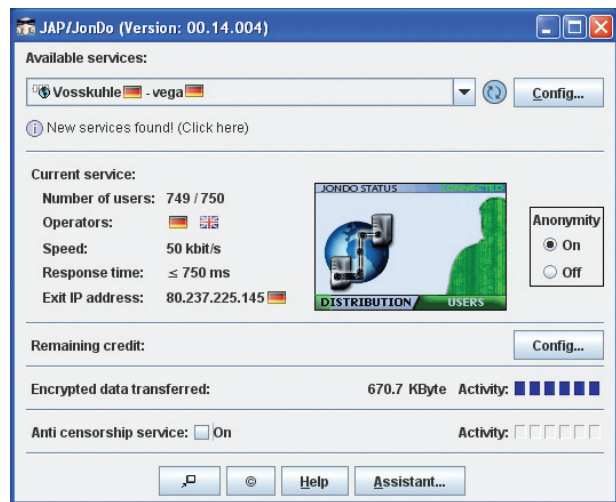 JAP/JonDo (Version: 00.14.004)
Available services:
Vosskuhle - vega
Config...
New services found! (Click here)
Current service:
Number of users: 749 / 750
Operators:
Speed: 50 kbit/s
Response time: ≤ 750 ms
Exit IP address: 80.237.225.145
JONDO STATUS CONNECTED
DISTRIBUTION USERS
Anonymity
On
Off
Remaining credit: Config...
Encrypted data transferred: 670.7 KByte Activity:
Anti censorship service: On Activity:
© Help Assistant...